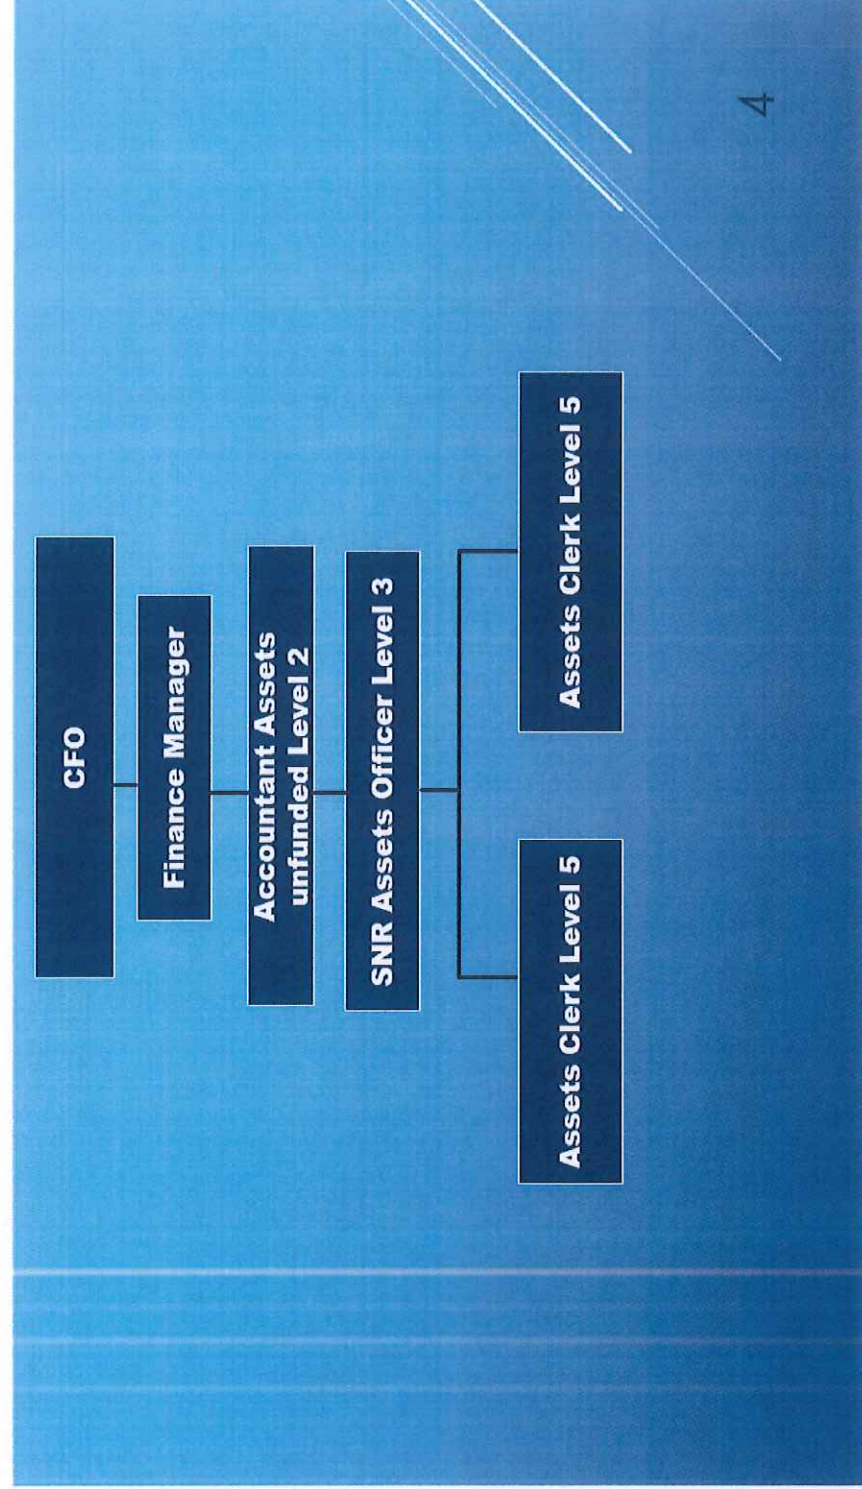 CFO
Finance Manager
Accountant Assets
unfunded Level 2
SNR Assets Officer Level 3
Assets Clerk Level 5
Assets Clerk Level 5
4